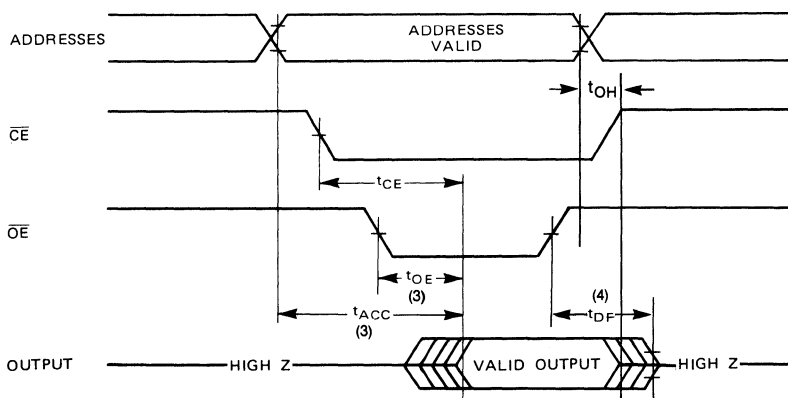 ADDRESSES
ADDRESSES
VALID
tOH
CE
tCE
OE
tOE
(3)
tACC
(3)
(4)
tDF
OUTPUT
HIGH Z
VALID OUTPUT
HIGH Z